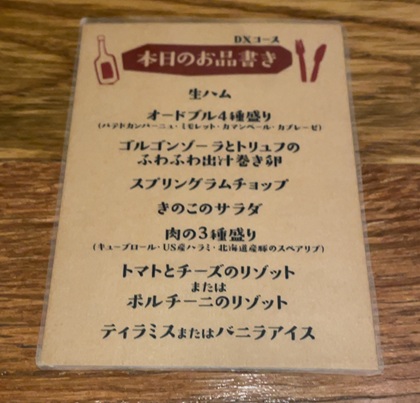 DXコース
本日のお品書き
生ハム
オードブル4種盛り
(パテドカンパーニュ・ミモレット・カマンベール・カプレーゼ)
ゴルゴンゾーラとトリュフの
ふわふわ出汁巻き卵
スプリングラムチョップ
きのこのサラダ
肉の3種盛り
(キューブロール・US産ハラミ・北海道産豚のスペアリブ)
トマトとチーズのリゾット
または
ポルチーニのリゾット
ティラミスまたはバニラアイス